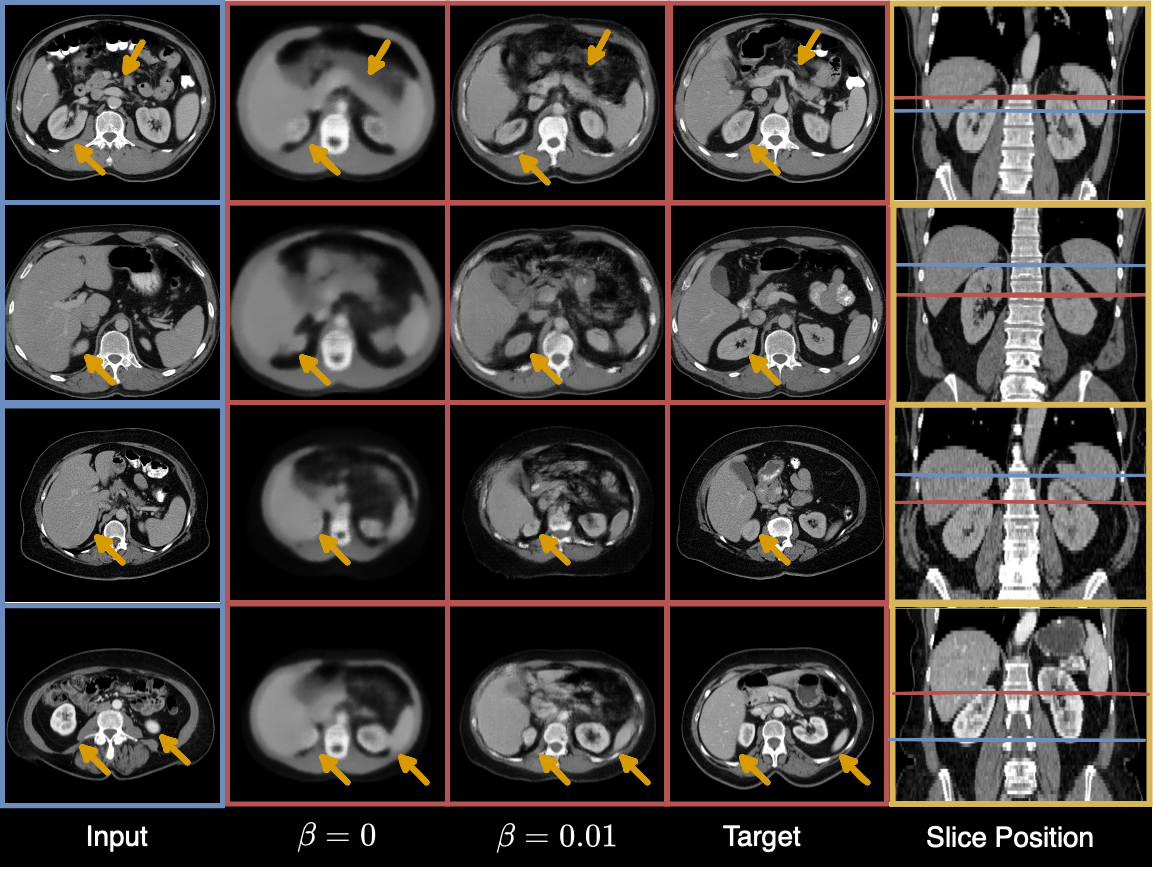 Input β = 0 β = 0.01 Target Slice Position